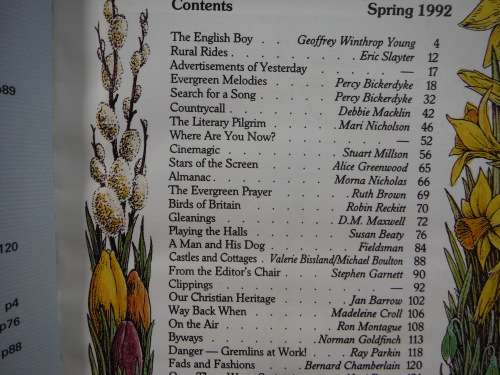 p89
120
p4
p76
p88
Contents Spring 1992
The English Boy . . Geoffrey Winthrop Young 4
Rural Rides . . . . . . Eric Slayter 12
Advertisements of Yesterday . . . — 17
Evergreen Melodies . . . Percy Bickerdyke 18
Search for a Song . . . Percy Bickerdyke 32
Countrycall . . . . . Debbie Macklin 42
The Literary Pilgrim . . . Mari Nicholson 46
Where Are You Now? . . . . — 52
Cinemagic . . . . . Stuart Millson 56
Stars of the Screen . . . Alice Greenwood 65
Almanac . . . . . Morna Nicholas 66
The Evergreen Prayer . . . Ruth Brown 69
Birds of Britain . . . . Robin Reckitt 70
Gleanings . . . . . D.M. Maxwell 72
Playing the Halls . . . . Susan Beaty 76
A Man and His Dog . . . . Fieldsman 84
Castles and Cottages . Valerie Bissland/Michael Boulton 88
From the Editor's Chair . . Stephen Garnett 90
Clippings . . . . . . — 92
Our Christian Heritage . . . Jan Barrow 102
Way Back When . . . Madeleine Croll 106
On the Air . . . . Ron Montague 108
Byways . . . . Norman Goldfinch 113
Danger — Gremlins at Work! . . Ray Parkin 118
Fads and Fashions . . Bernard Chamberlain 120